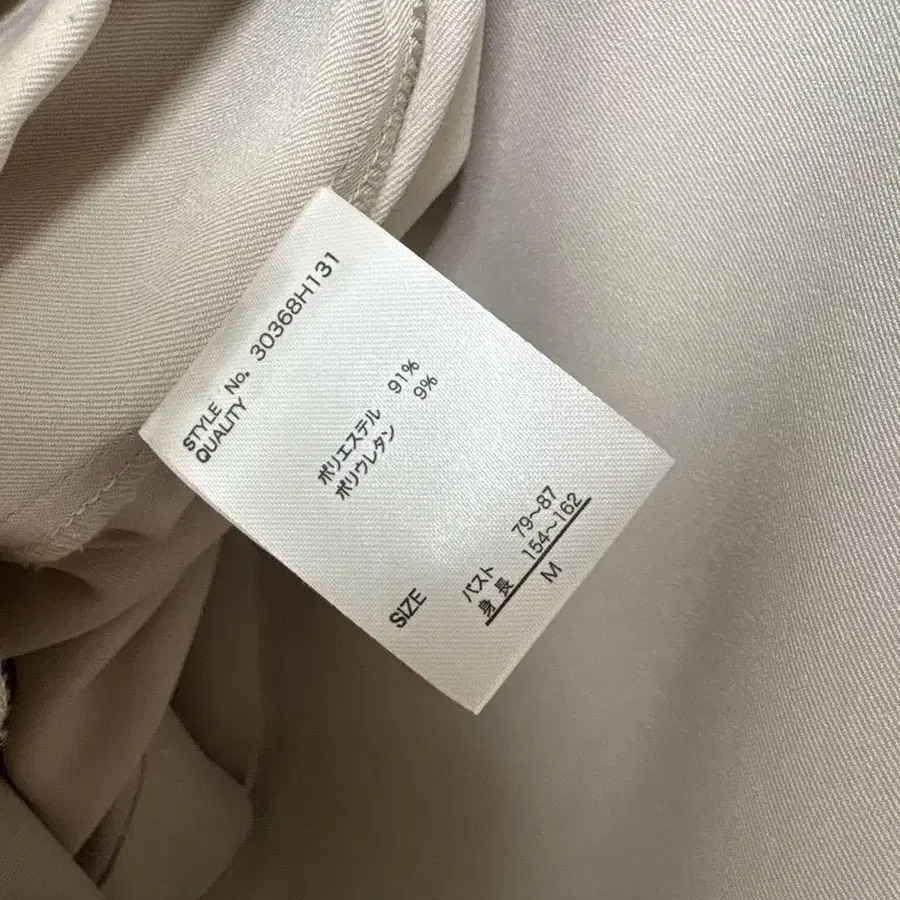 STYLE No. 30368H131
QUALITY
ポリエステル 91%
ポリウレタン 9%
SIZE
バスト 79~87
身長 154~162
M